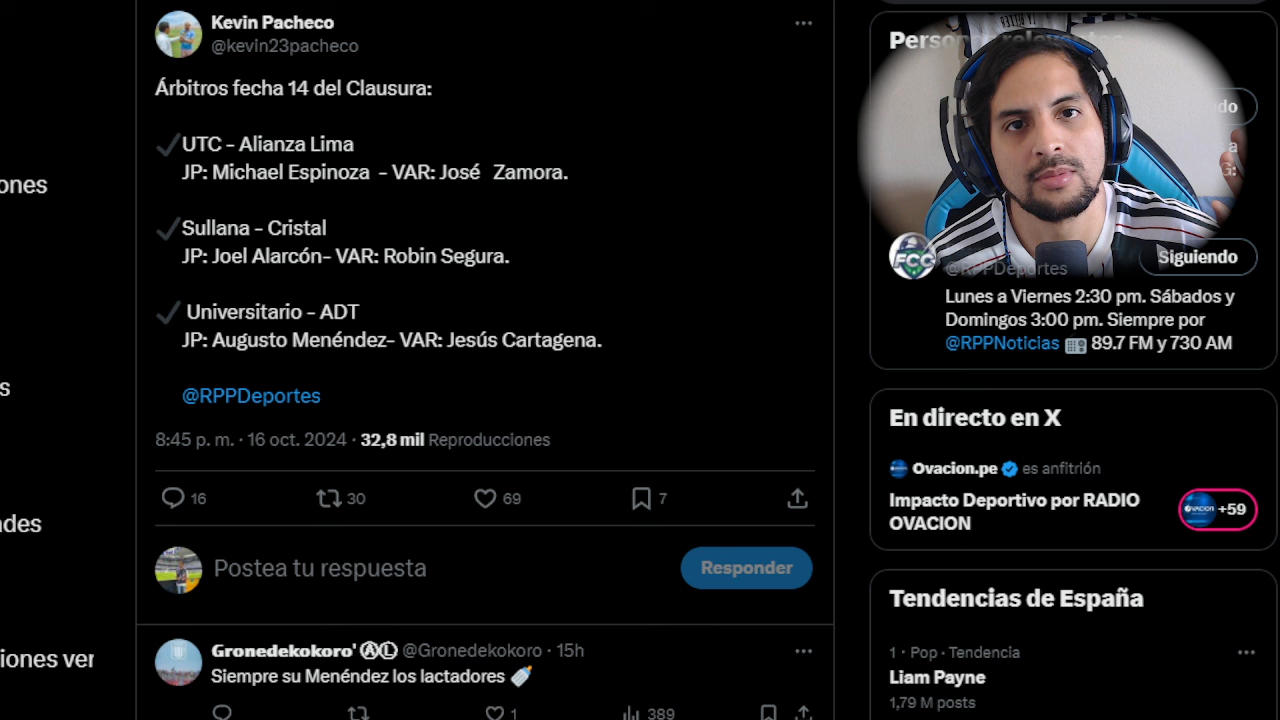 Kevin Pacheco
@kevin23pacheco
Árbitros fecha 14 del Clausura:
✔UTC - Alianza Lima
JP: Michael Espinoza - VAR: José Zamora.
✔Sullana - Cristal
JP: Joel Alarcón- VAR: Robin Segura.
✔ Universitario - ADT
JP: Augusto Menéndez- VAR: Jesús Cartagena.
@RPPDeportes
8:45 p. m. · 16 oct. 2024 · 32,8 mil Reproducciones
16 30 69 7
Postea tu respuesta
Responder
Gronedekokoro' ⒶⓁ @Gronedekokoro · 15h
Siempre su Menéndez los lactadores 🍼
1 389
ones
s
des
iones ver
Personas relevantes
do
a
G:
FCC
@RPPDeportes
Siguiendo
Lunes a Viernes 2:30 pm. Sábados y
Domingos 3:00 pm. Siempre por
@RPPNoticias 📻 89.7 FM y 730 AM
En directo en X
Ovacion.pe es anfitrión
Impacto Deportivo por RADIO
OVACION
OVACION +59
Tendencias de España
1 · Pop · Tendencia
Liam Payne
1,79 M posts